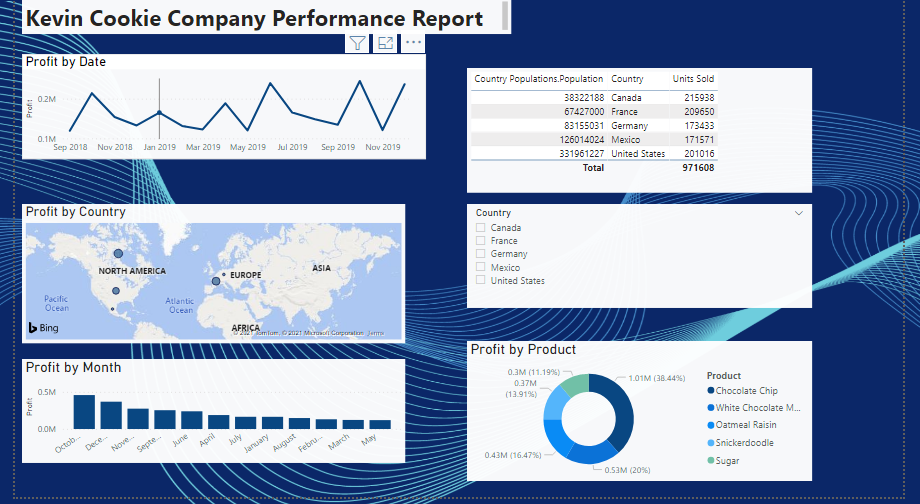 Kevin Cookie Company Performance Report
Profit by Date
Profit
0.2M
0.1M
Sep 2018 Nov 2018 Jan 2019 Mar 2019 May 2019 Jul 2019 Sep 2019 Nov 2019
Country Populations.Population Country Units Sold
38322188 Canada 215938
67427000 France 209650
83155031 Germany 173433
126014024 Mexico 171571
331961227 United States 201016
Total 971608
Profit by Country
NORTH AMERICA
EUROPE
ASIA
Pacific
Ocean
Atlantic
Ocean
AFRICA
Bing
© 2021 TomTom, © 2021 Microsoft Corporation Terms
Country
Canada
France
Germany
Mexico
United States
Profit by Month
Profit
0.5M
0.0M
Octob... Dece... Nove... Septe... June April July January August Febru... March May
Profit by Product
0.3M (11.19%)
0.37M
(13.91%)
0.43M (16.47%)
0.53M (20%)
1.01M (38.44%)
Product
Chocolate Chip
White Chocolate M...
Oatmeal Raisin
Snickerdoodle
Sugar